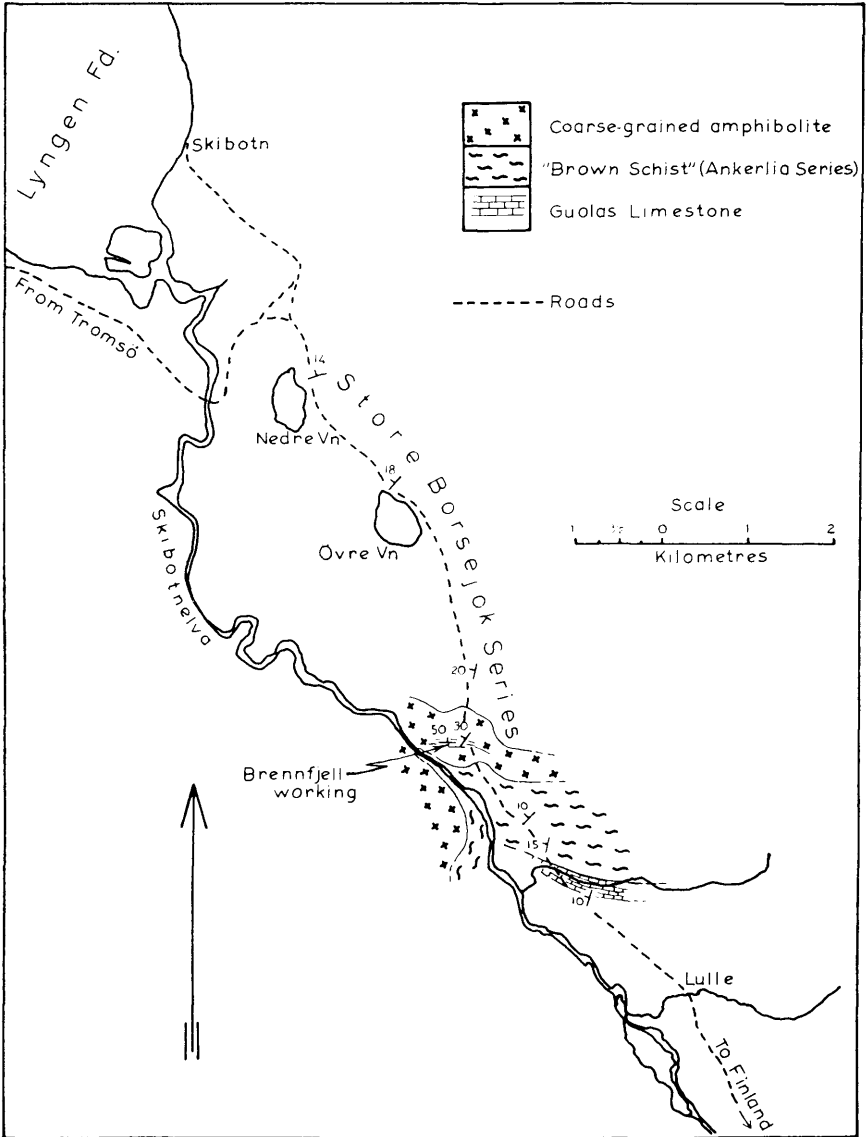 Lyngen Fd.
Skibotn
Coarse-grained amphibolite
"Brown Schist" (Ankerlia Series)
Guolas Limestone
Roads
From Tromsö
14
Store Borsejok Series
Nedre Vn
18
Övre Vn
Scale
1 0 1 2
Kilometres
Skibotnelva
20
50 30
Brennfjell
working
10
15
10
Lulle
To Finland